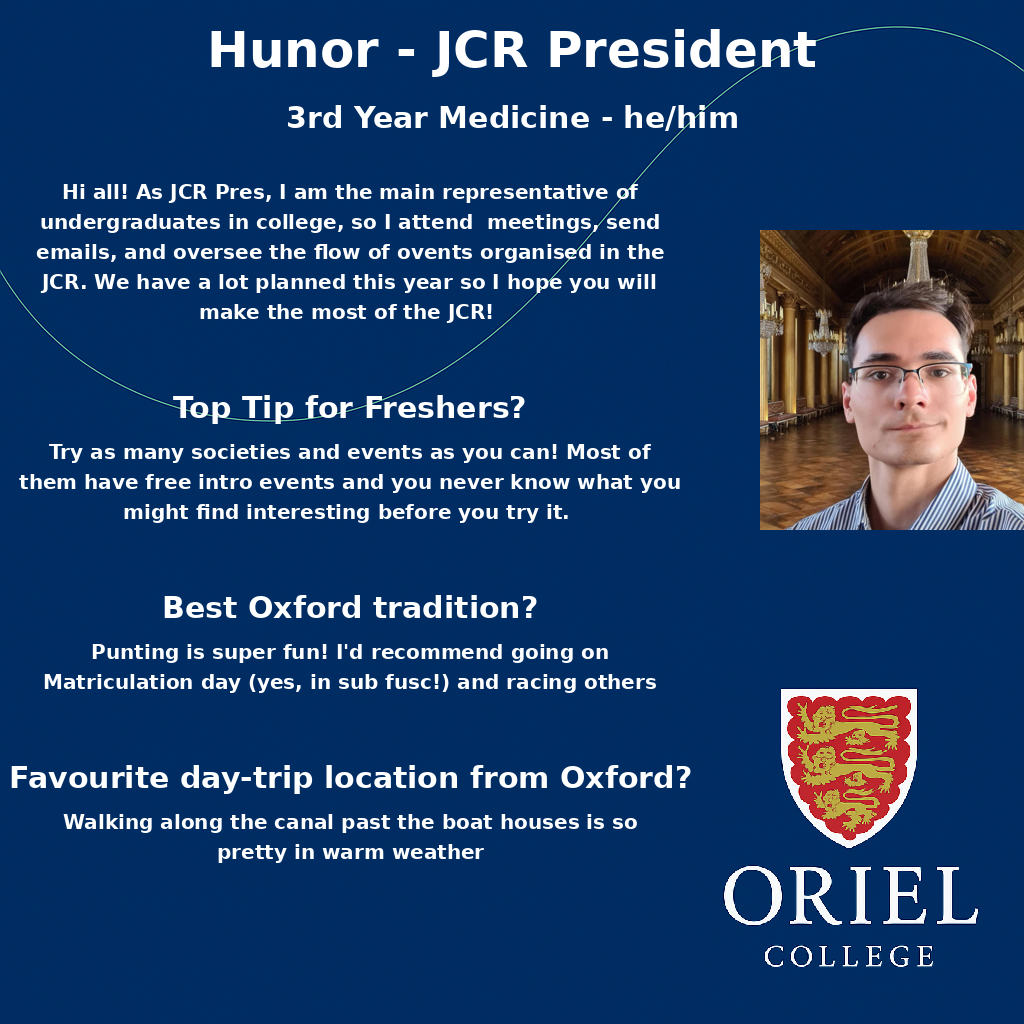 Hunor - JCR President
3rd Year Medicine - he/him
Hi all! As JCR Pres, I am the main representative of
undergraduates in college, so I attend  meetings, send
emails, and oversee the flow of ovents organised in the
JCR. We have a lot planned this year so I hope you will
make the most of the JCR!
Top Tip for Freshers?
Try as many societies and events as you can! Most of
them have free intro events and you never know what you
might find interesting before you try it.
Best Oxford tradition?
Punting is super fun! I'd recommend going on
Matriculation day (yes, in sub fusc!) and racing others
Favourite day-trip location from Oxford?
Walking along the canal past the boat houses is so
pretty in warm weather
ORIEL
COLLEGE